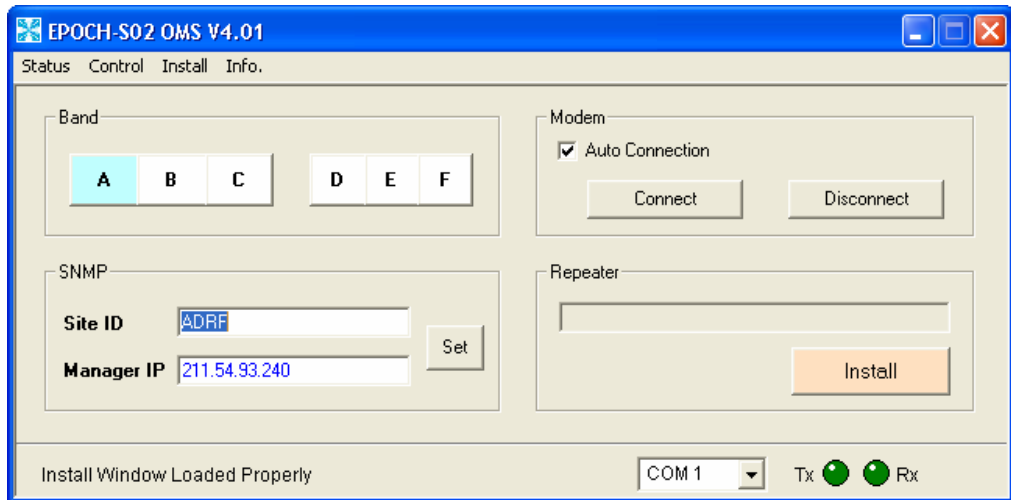 EPOCH-S02 OMS V4.01
Status Control Install Info.
Band
A B C D E F
Modem
Auto Connection
Connect Disconnect
SNMP
Site ID ADRF
Manager IP 211.54.93.240
Set
Repeater
Install
Install Window Loaded Properly COM 1 Tx Rx